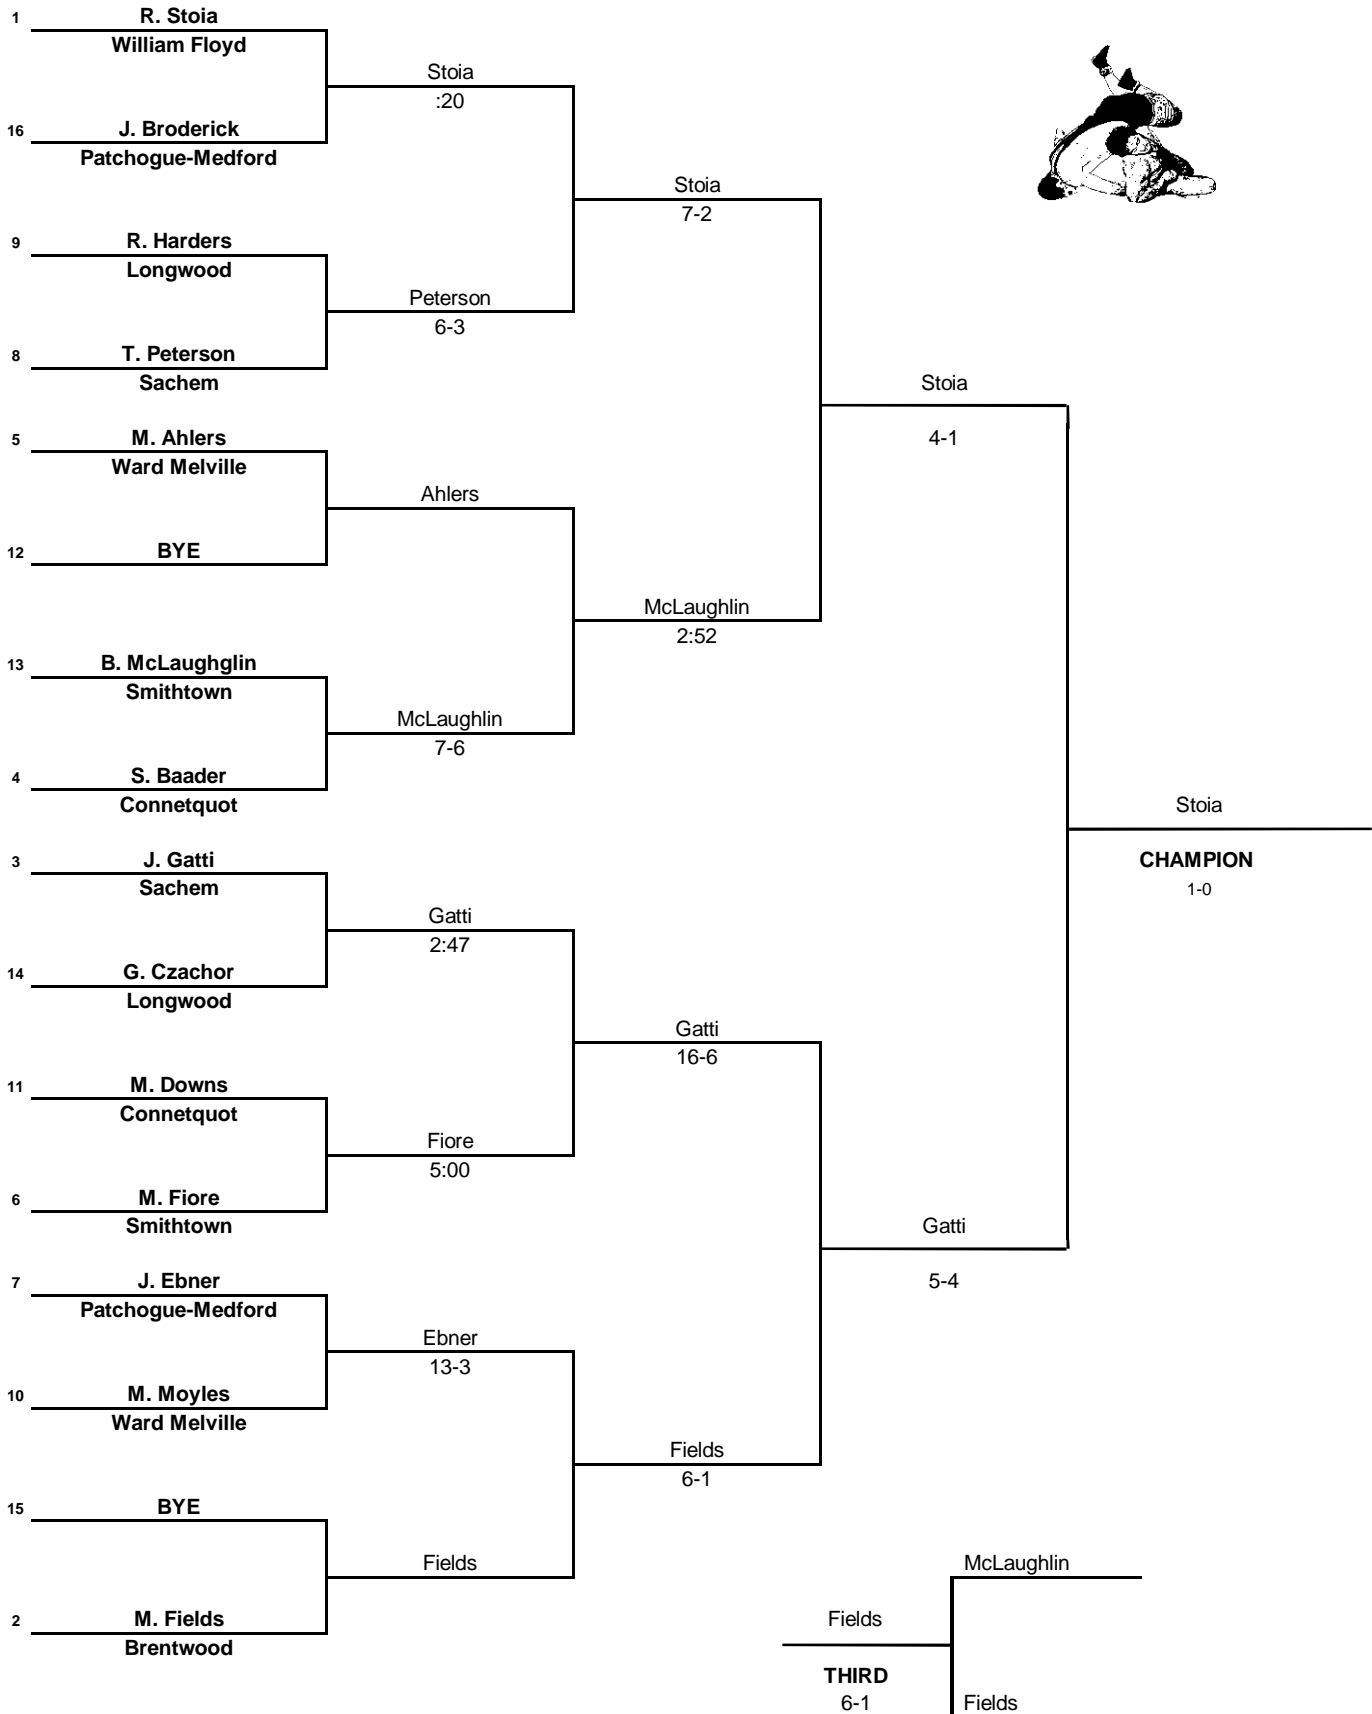 1 R. Stoia
William Floyd
Stoia
:20
16 J. Broderick
Patchogue-Medford
Stoia
7-2
9 R. Harders
Longwood
Peterson
6-3
8 T. Peterson
Sachem
Stoia
4-1
5 M. Ahlers
Ward Melville
Ahlers
12 BYE
McLaughlin
2:52
13 B. McLaughglin
Smithtown
McLaughlin
7-6
4 S. Baader
Connetquot
Stoia
CHAMPION
1-0
3 J. Gatti
Sachem
Gatti
2:47
14 G. Czachor
Longwood
Gatti
16-6
11 M. Downs
Connetquot
Fiore
5:00
6 M. Fiore
Smithtown
Gatti
5-4
7 J. Ebner
Patchogue-Medford
Ebner
13-3
10 M. Moyles
Ward Melville
Fields
6-1
15 BYE
Fields
2 M. Fields
Brentwood
McLaughlin
Fields
THIRD
6-1
Fields